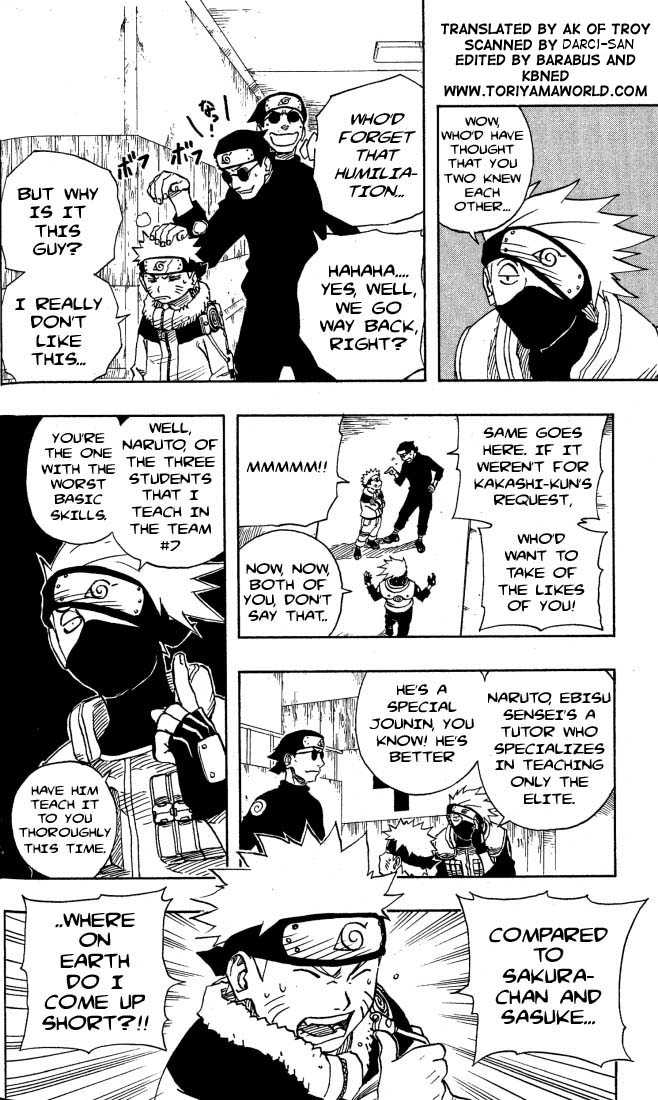 TRANSLATED BY AK OF TROY
SCANNED BY DARCI-SAN
EDITED BY BARABUS AND
KBNED
WWW.TORIYAMAWORLD.COM
WOW,
WHO'D HAVE
THOUGHT
THAT YOU
TWO KNEW
EACH
OTHER...
WHO'D
FORGET
THAT
HUMILIA-
TION...
HAHAHA....
YES, WELL,
WE GO
WAY BACK,
RIGHT?
なっ!
ボフ
ボフ
BUT WHY
IS IT
THIS
GUY?
I REALLY
DON'T
LIKE
THIS...
SAME GOES
HERE. IF IT
WEREN'T FOR
KAKASHI-KUN'S
REQUEST,
WHO'D
WANT TO
TAKE OF
THE LIKES
OF YOU!
MMMMM!!
NOW, NOW,
BOTH OF
YOU, DON'T
SAY THAT..
WELL,
NARUTO, OF
THE THREE
STUDENTS
THAT I
TEACH IN
THE TEAM
#7
YOU'RE
THE ONE
WITH THE
WORST
BASIC
SKILLS.
HAVE HIM
TEACH IT
TO YOU
THOROUGHLY
THIS TIME.
NARUTO, EBISU
SENSEI'S A
TUTOR WHO
SPECIALIZES
IN TEACHING
ONLY THE
ELITE.
HE'S A
SPECIAL
JOUNIN, YOU
KNOW! HE'S
BETTER
COMPARED
TO
SAKURA-
CHAN AND
SASUKE...
..WHERE
ON
EARTH
DO I
COME UP
SHORT?!!